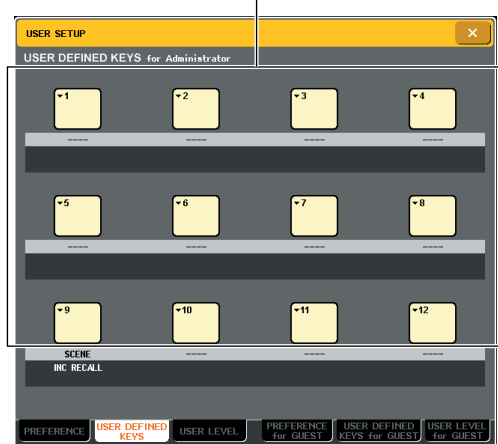 USER SETUP
×
USER DEFINED KEYS for Administrator
▾1 ▾2 ▾3 ▾4
---- ---- ---- ----
▾5 ▾6 ▾7 ▾8
---- ---- ---- ----
▾9 ▾10 ▾11 ▾12
SCENE ---- ---- ----
INC RECALL
PREFERENCE
USER DEFINED
KEYS
USER LEVEL
PREFERENCE
for GUEST
USER DEFINED
KEYS for GUEST
USER LEVEL
for GUEST